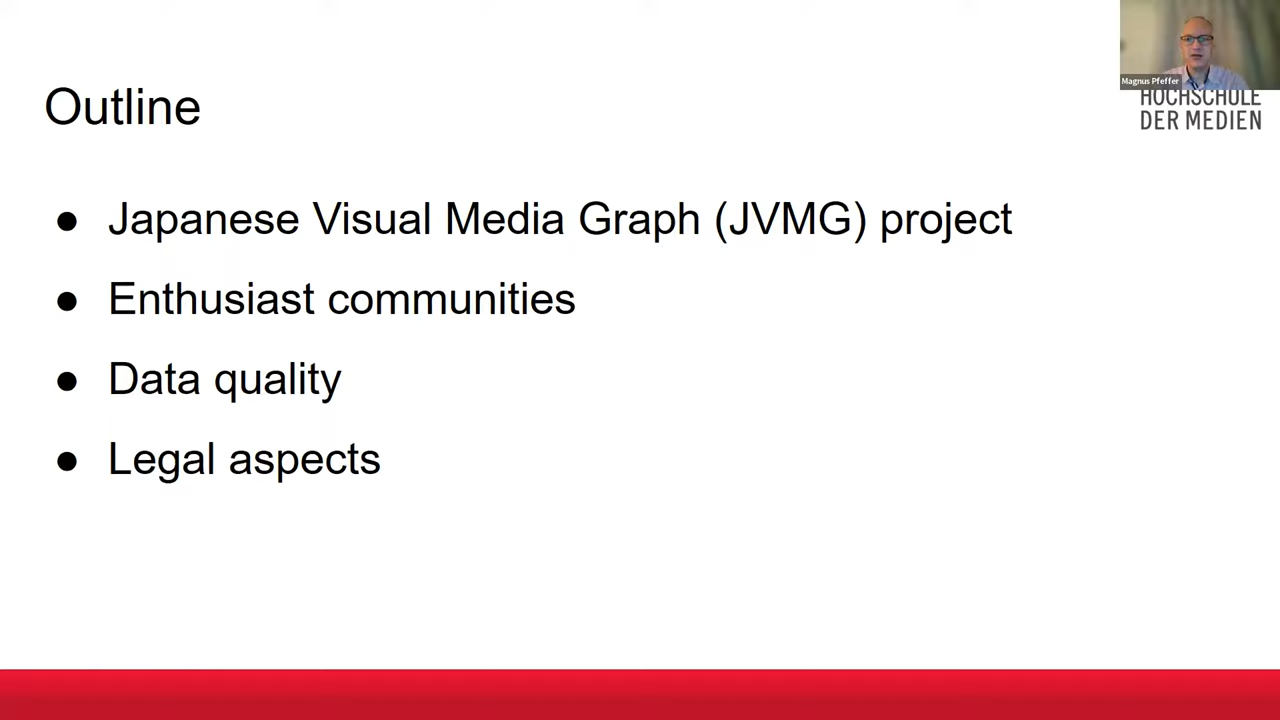 Magnus Pfeffer
HOCHSCHULE
DER MEDIEN
Outline
● Japanese Visual Media Graph (JVMG) project
● Enthusiast communities
● Data quality
● Legal aspects